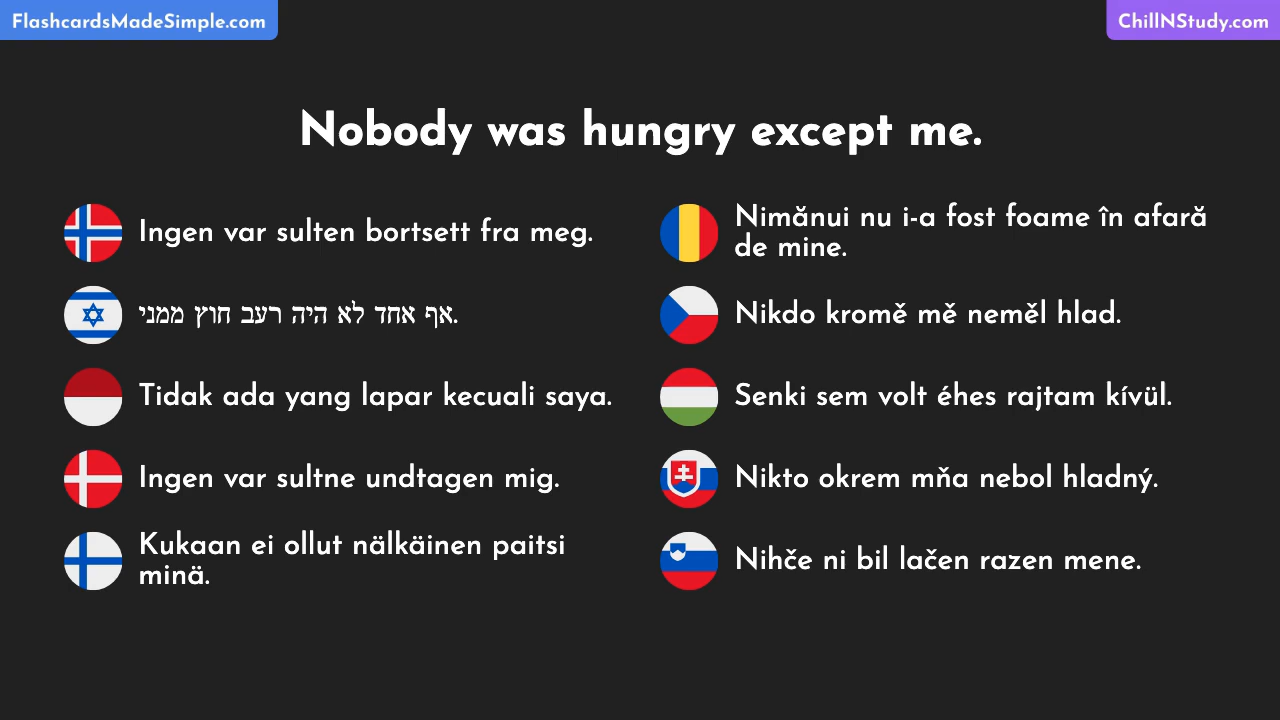 FlashcardsMadeSimple.com
ChillNStudy.com
Nobody was hungry except me.
Ingen var sulten bortsett fra meg.
אף אחד לא היה רעב חוץ ממני.
Tidak ada yang lapar kecuali saya.
Ingen var sultne undtagen mig.
Kukaan ei ollut nälkäinen paitsi
minä.
Nimănui nu i-a fost foame în afară
de mine.
Nikdo kromě mě neměl hlad.
Senki sem volt éhes rajtam kívül.
Nikto okrem mňa nebol hladný.
Nihče ni bil lačen razen mene.